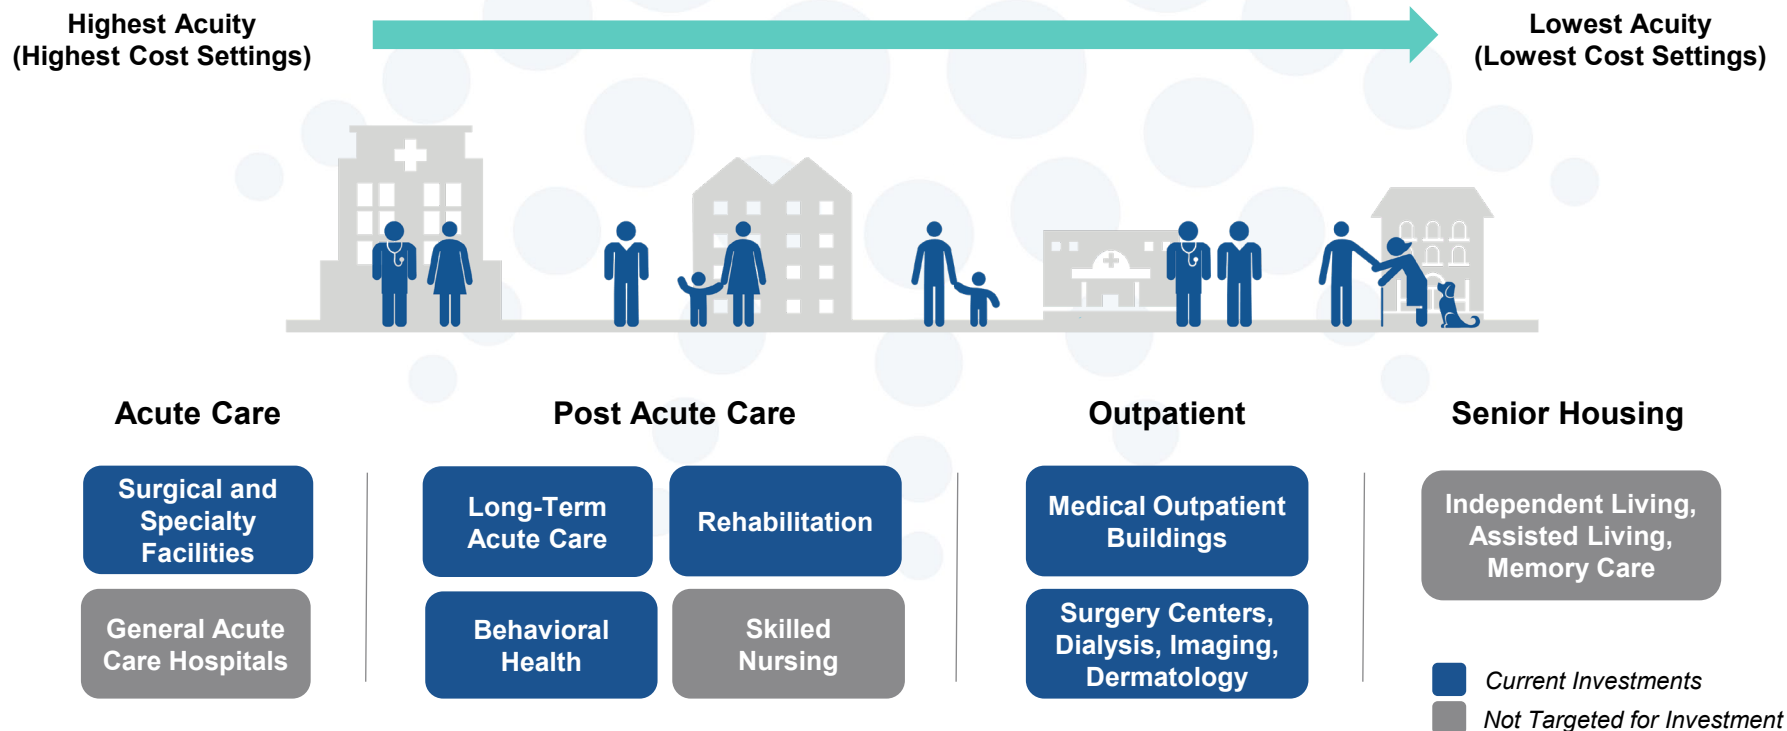 Highest Acuity
(Highest Cost Settings)
Lowest Acuity
(Lowest Cost Settings)
Acute Care
Surgical and
Specialty
Facilities
General Acute
Care Hospitals
Post Acute Care
Long-Term
Acute Care
Rehabilitation
Behavioral
Health
Skilled
Nursing
Outpatient
Medical Outpatient
Buildings
Surgery Centers,
Dialysis, Imaging,
Dermatology
Senior Housing
Independent Living,
Assisted Living,
Memory Care
Current Investments
Not Targeted for Investment